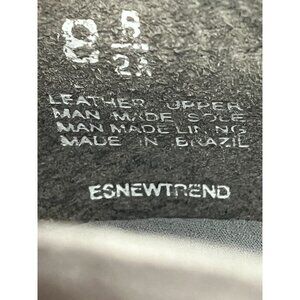 8 B
2A
LEATHER UPPER
MAN MADE SOLE
MAN MADE LINING
MADE IN BRAZIL
ESNEWTREND